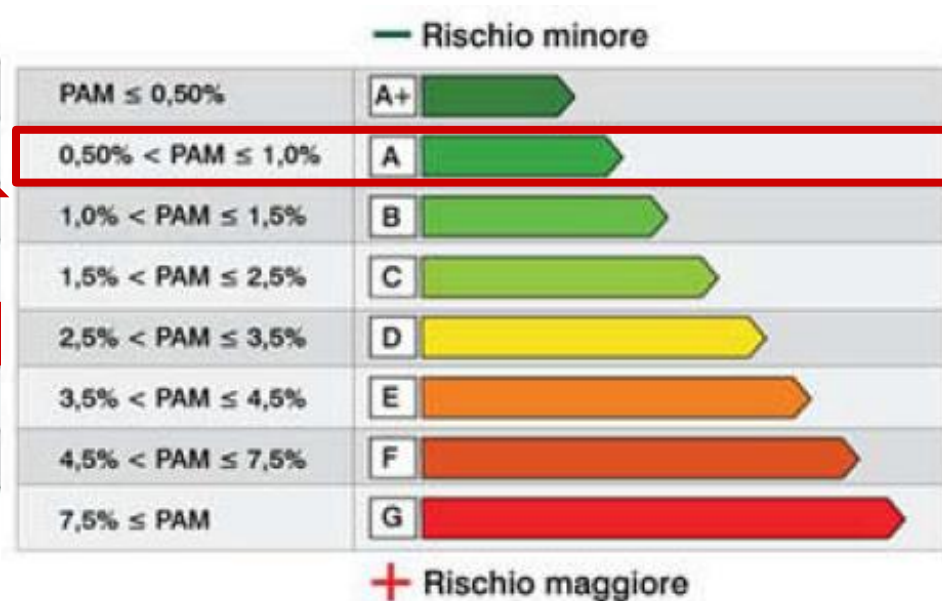 — Rischio minore
PAM ≤ 0,50% A+
0,50% < PAM ≤ 1,0% A
1,0% < PAM ≤ 1,5% B
1,5% < PAM ≤ 2,5% C
2,5% < PAM ≤ 3,5% D
3,5% < PAM ≤ 4,5% E
4,5% < PAM ≤ 7,5% F
7,5% ≤ PAM G
+ Rischio maggiore